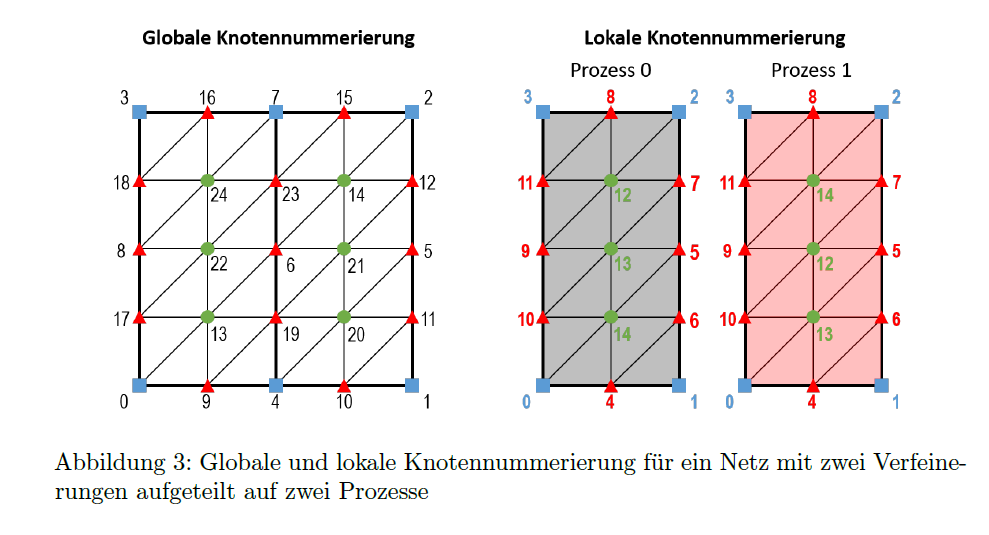 Globale Knotennummerierung
Lokale Knotennummerierung
Prozess 0
Prozess 1
3 16 7 15 2
18 24 23 14 12
8 22 6 21 5
17 13 19 20 11
0 9 4 10 1
3 8 2
11 12 7
9 13 5
10 14 6
0 4 1
3 8 2
11 14 7
9 12 5
10 13 6
0 4 1
Abbildung 3: Globale und lokale Knotennummerierung für ein Netz mit zwei Verfeine-
rungen aufgeteilt auf zwei Prozesse